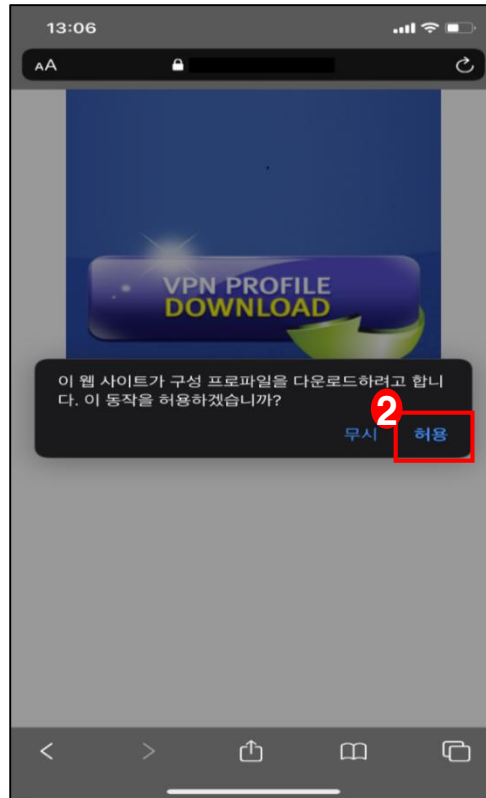 13:06
AA
VPN PROFILE
DOWNLOAD
이 웹 사이트가 구성 프로파일을 다운로드하려고 합니
다. 이 동작을 허용하겠습니까?
2
무시 허용